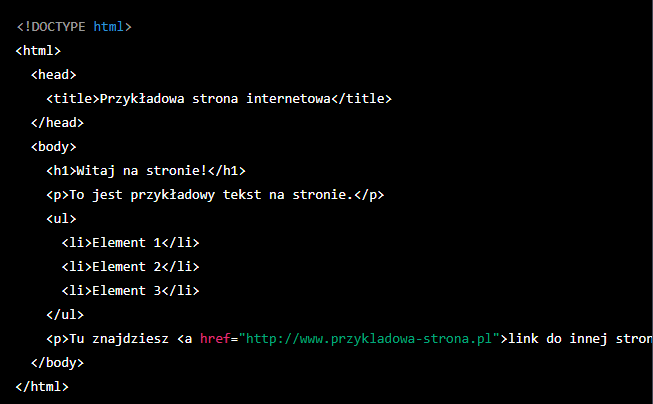 <!DOCTYPE html>
<html>
<head>
<title>Przykładowa strona internetowa</title>
</head>
<body>
<h1>Witaj na stronie!</h1>
<p>To jest przykładowy tekst na stronie.</p>
<ul>
<li>Element 1</li>
<li>Element 2</li>
<li>Element 3</li>
</ul>
<p>Tu znajdziesz <a href="http://www.przykladowa-strona.pl">link do innej stron
</body>
</html>